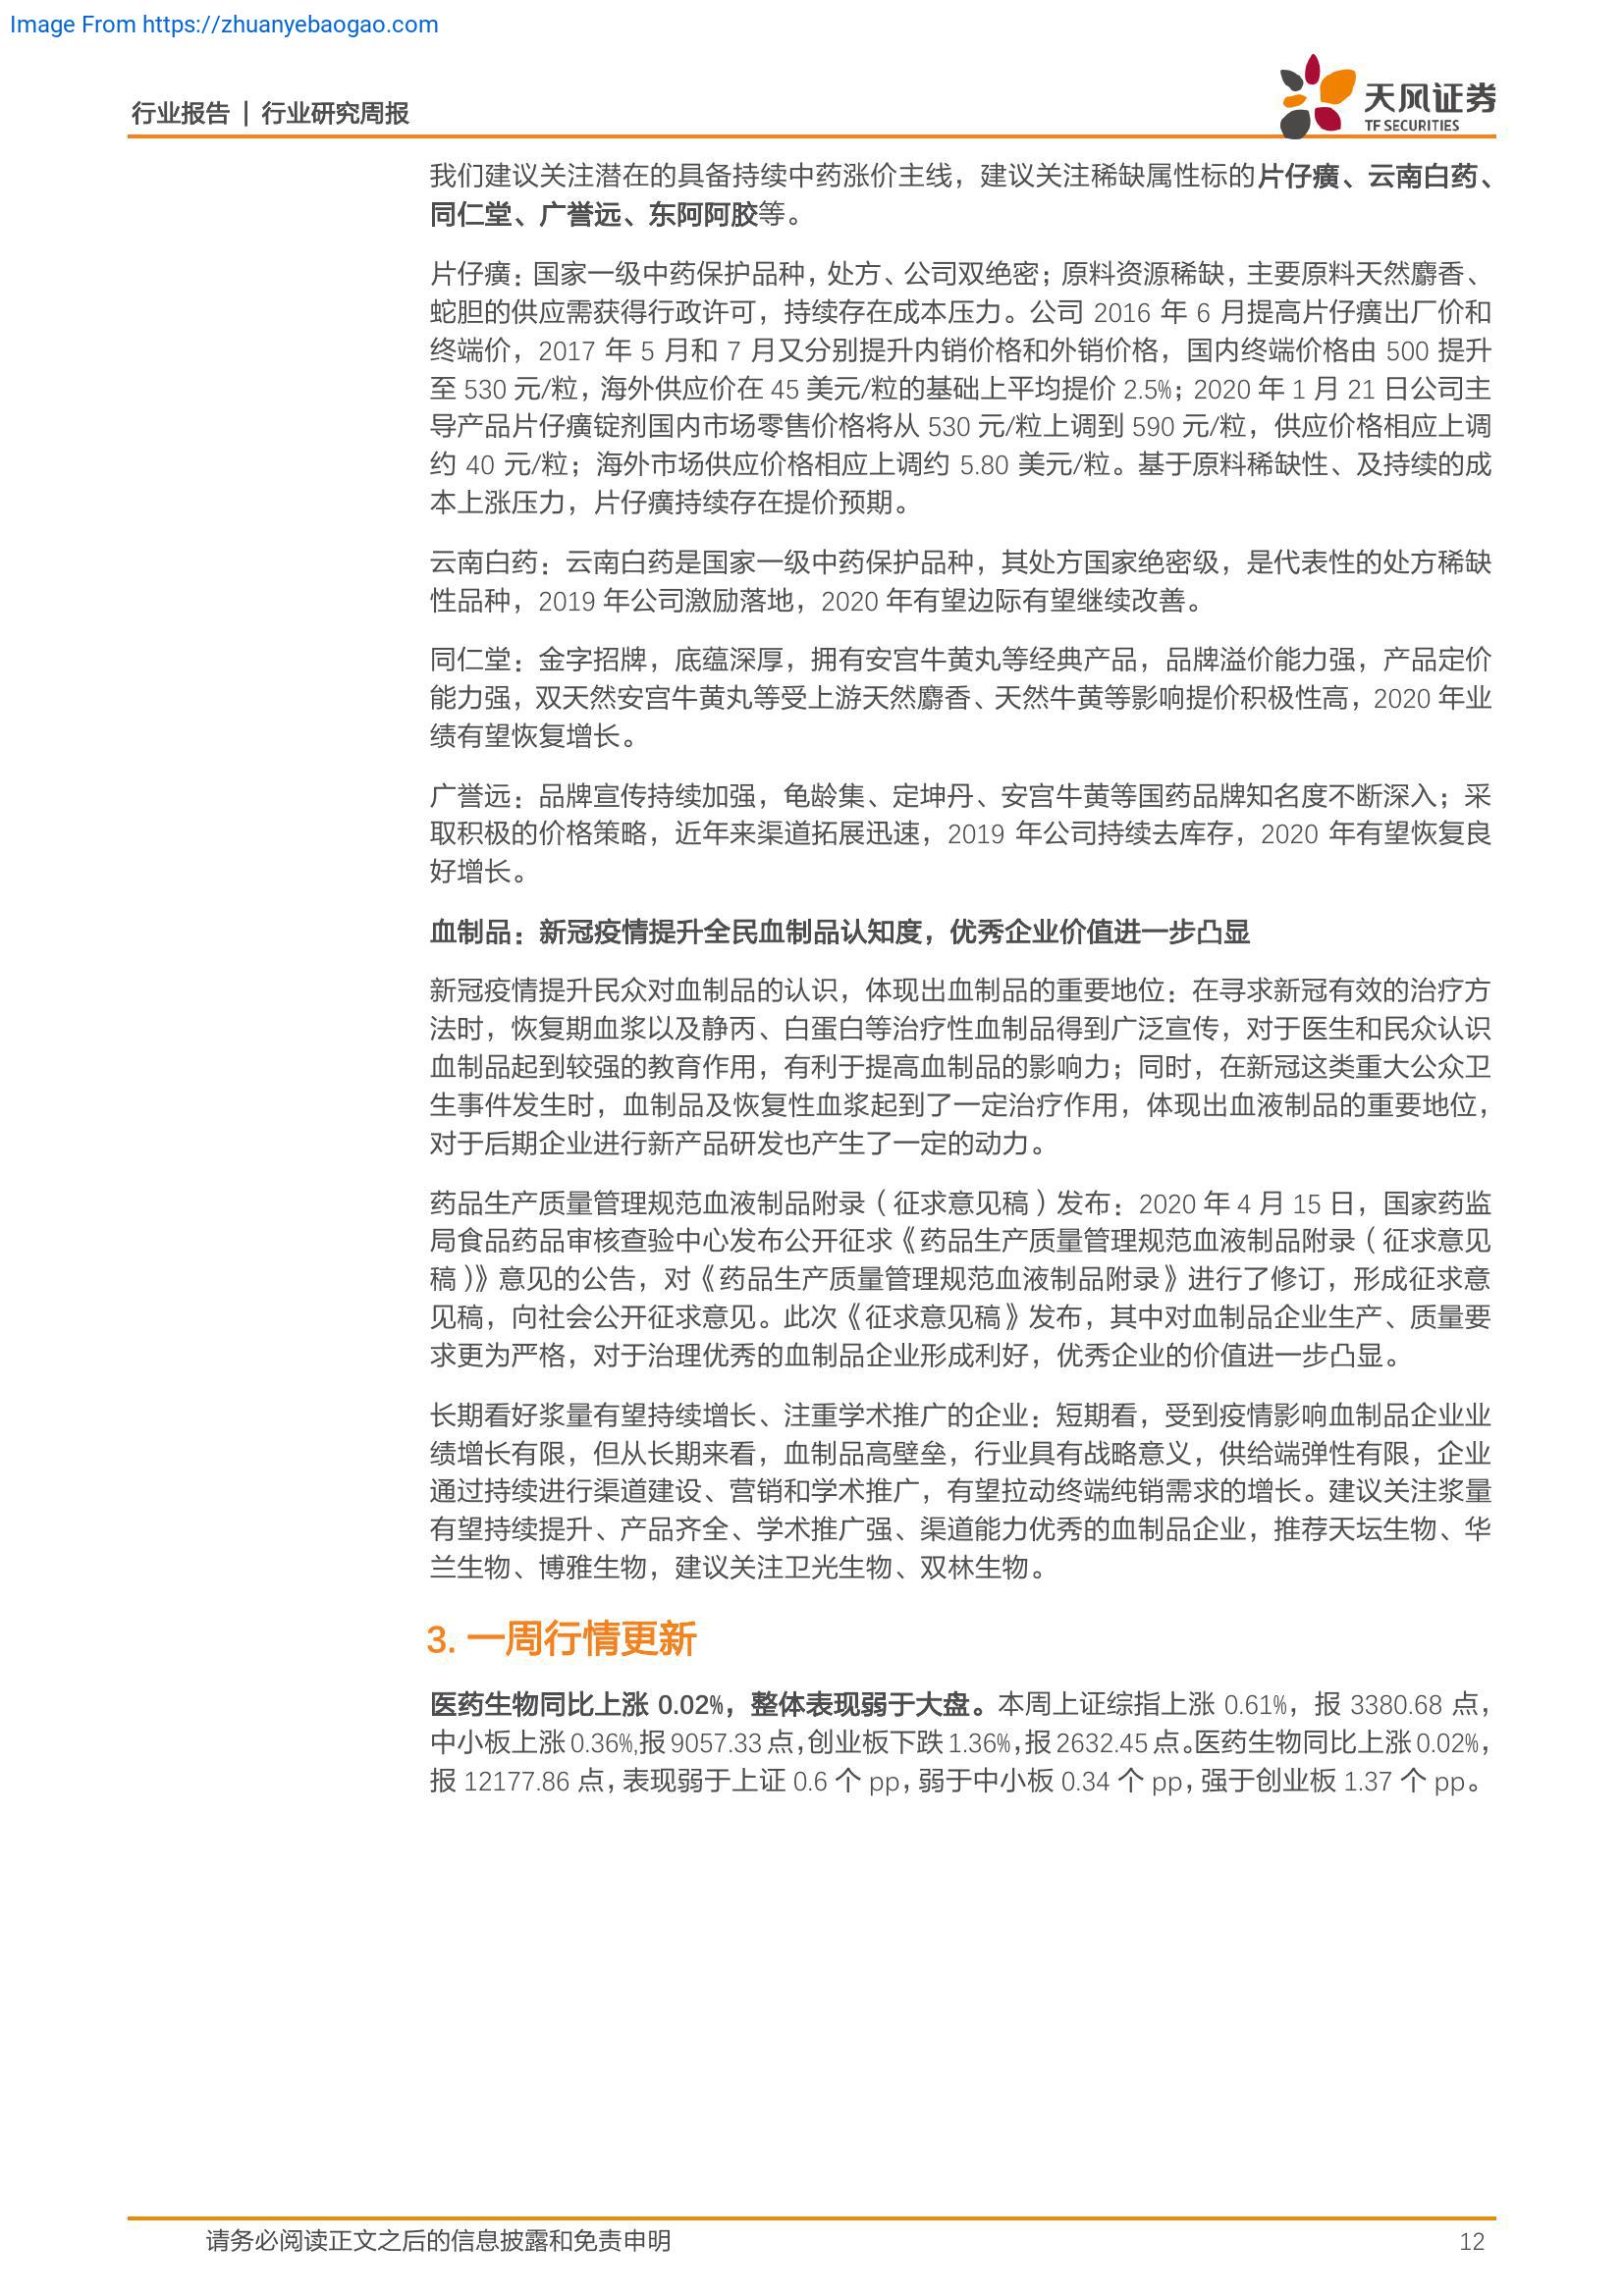 Image From https://zhuanyebaogao.com
行业报告 | 行业研究周报
天风证券
TF SECURITIES
我们建议关注潜在的具备持续中药涨价主线，建议关注稀缺属性标的片仔癀、云南白药、
同仁堂、广誉远、东阿阿胶等。
片仔癀：国家一级中药保护品种，处方、公司双绝密；原料资源稀缺，主要原料天然麝香、
蛇胆的供应需获得行政许可，持续存在成本压力。公司 2016 年 6 月提高片仔癀出厂价和
终端价，2017 年 5 月和 7 月又分别提升内销价格和外销价格，国内终端价格由 500 提升
至 530 元/粒，海外供应价在 45 美元/粒的基础上平均提价 2.5%；2020 年 1 月 21 日公司主
导产品片仔癀锭剂国内市场零售价格将从 530 元/粒上调到 590 元/粒，供应价格相应上调
约 40 元/粒；海外市场供应价格相应上调约 5.80 美元/粒。基于原料稀缺性、及持续的成
本上涨压力，片仔癀持续存在提价预期。
云南白药：云南白药是国家一级中药保护品种，其处方国家绝密级，是代表性的处方稀缺
性品种，2019 年公司激励落地，2020 年有望边际有望继续改善。
同仁堂：金字招牌，底蕴深厚，拥有安宫牛黄丸等经典产品，品牌溢价能力强，产品定价
能力强，双天然安宫牛黄丸等受上游天然麝香、天然牛黄等影响提价积极性高，2020 年业
绩有望恢复增长。
广誉远：品牌宣传持续加强，龟龄集、定坤丹、安宫牛黄等国药品牌知名度不断深入；采
取积极的价格策略，近年来渠道拓展迅速，2019 年公司持续去库存，2020 年有望恢复良
好增长。
血制品：新冠疫情提升全民血制品认知度，优秀企业价值进一步凸显
新冠疫情提升民众对血制品的认识，体现出血制品的重要地位：在寻求新冠有效的治疗方
法时，恢复期血浆以及静丙、白蛋白等治疗性血制品得到广泛宣传，对于医生和民众认识
血制品起到较强的教育作用，有利于提高血制品的影响力；同时，在新冠这类重大公众卫
生事件发生时，血制品及恢复性血浆起到了一定治疗作用，体现出血液制品的重要地位，
对于后期企业进行新产品研发也产生了一定的动力。
药品生产质量管理规范血液制品附录（征求意见稿）发布：2020 年 4 月 15 日，国家药监
局食品药品审核查验中心发布公开征求《药品生产质量管理规范血液制品附录（征求意见
稿）》意见的公告，对《药品生产质量管理规范血液制品附录》进行了修订，形成征求意
见稿，向社会公开征求意见。此次《征求意见稿》发布，其中对血制品企业生产、质量要
求更为严格，对于治理优秀的血制品企业形成利好，优秀企业的价值进一步凸显。
长期看好浆量有望持续增长、注重学术推广的企业：短期看，受到疫情影响血制品企业业
绩增长有限，但从长期来看，血制品高壁垒，行业具有战略意义，供给端弹性有限，企业
通过持续进行渠道建设、营销和学术推广，有望拉动终端纯销需求的增长。建议关注浆量
有望持续提升、产品齐全、学术推广强、渠道能力优秀的血制品企业，推荐天坛生物、华
兰生物、博雅生物，建议关注卫光生物、双林生物。
3. 一周行情更新
医药生物同比上涨 0.02%，整体表现弱于大盘。本周上证综指上涨 0.61%，报 3380.68 点，
中小板上涨 0.36%,报 9057.33 点，创业板下跌 1.36%，报 2632.45 点。医药生物同比上涨 0.02%，
报 12177.86 点，表现弱于上证 0.6 个 pp，弱于中小板 0.34 个 pp，强于创业板 1.37 个 pp。
请务必阅读正文之后的信息披露和免责申明
12